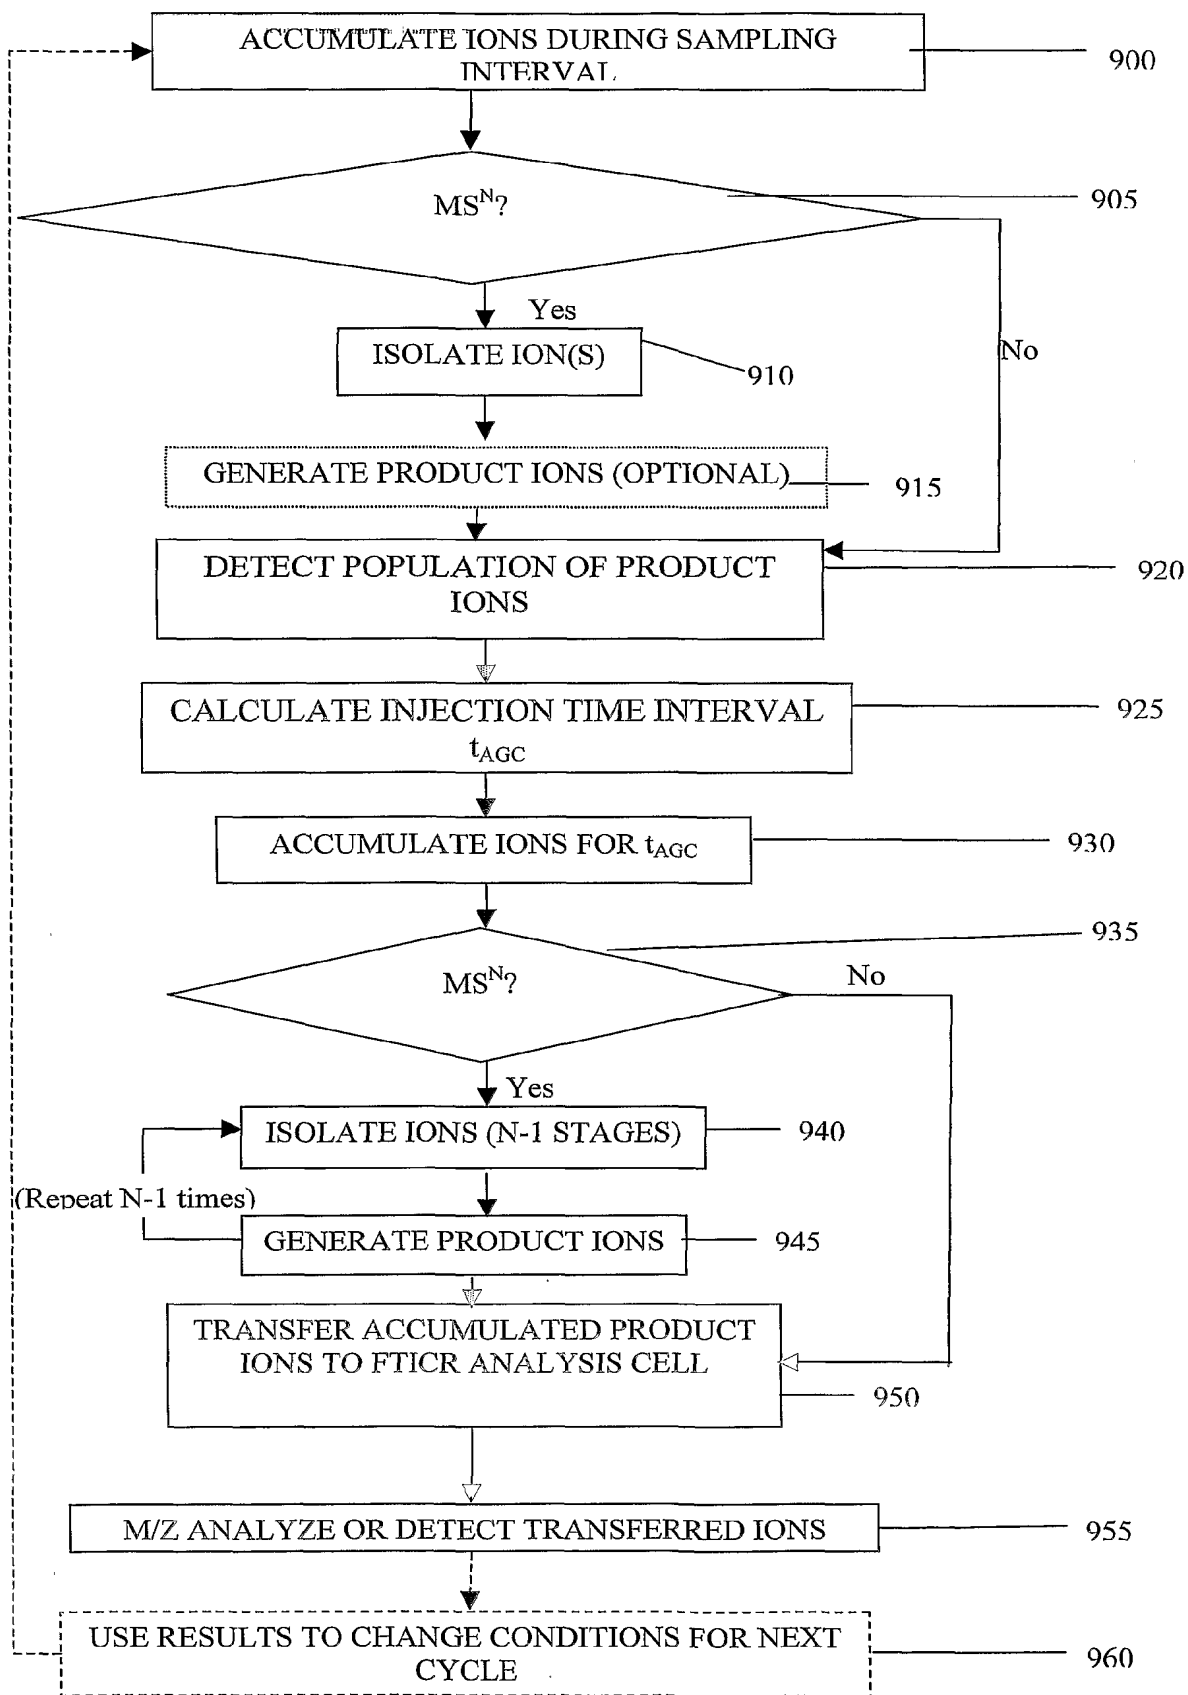 ACCUMULATE IONS DURING SAMPLING
INTERVAL
900
MS^N?
905
Yes
No
ISOLATE ION(S)
910
GENERATE PRODUCT IONS (OPTIONAL)
915
DETECT POPULATION OF PRODUCT
IONS
920
CALCULATE INJECTION TIME INTERVAL
t_AGC
925
ACCUMULATE IONS FOR t_AGC
930
MS^N?
935
No
Yes
ISOLATE IONS (N-1 STAGES)
940
(Repeat N-1 times)
GENERATE PRODUCT IONS
945
TRANSFER ACCUMULATED PRODUCT
IONS TO FTICR ANALYSIS CELL
950
M/Z ANALYZE OR DETECT TRANSFERRED IONS
955
USE RESULTS TO CHANGE CONDITIONS FOR NEXT
CYCLE
960